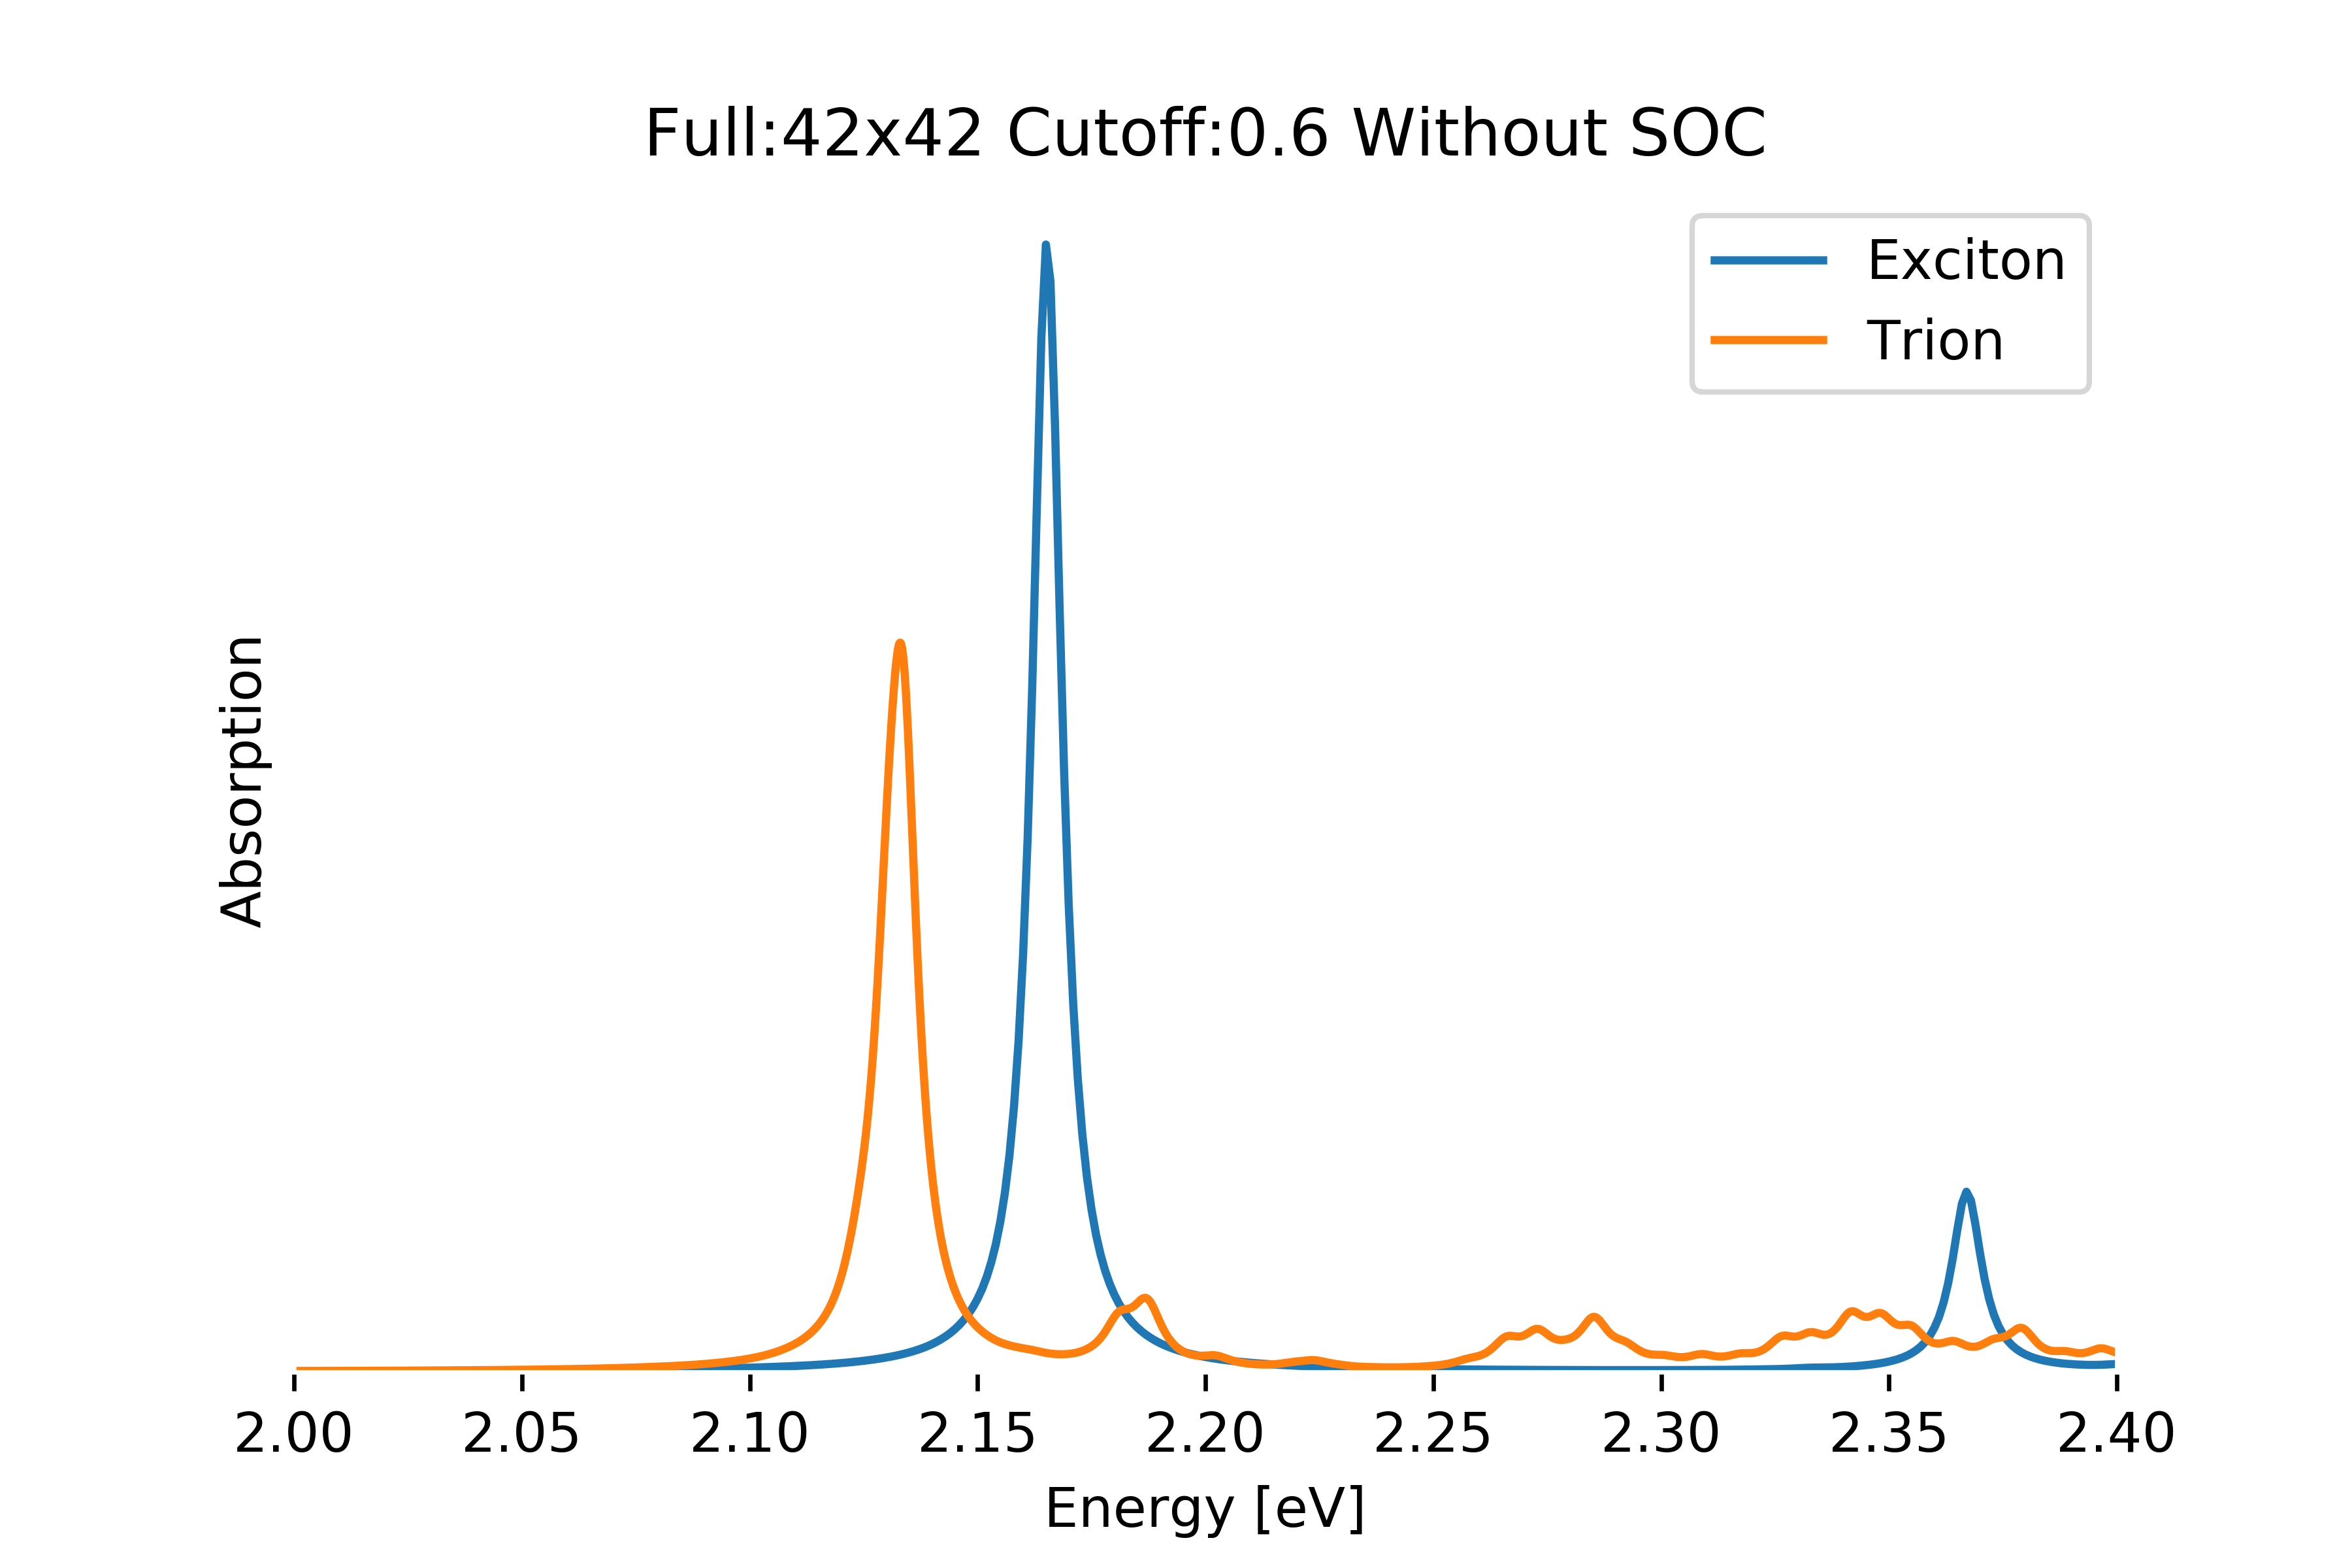 Full:42x42 Cutoff:0.6 Without SOC
Exciton
Trion
Absorption
2.00 2.05 2.10 2.15 2.20 2.25 2.30 2.35 2.40
Energy [eV]